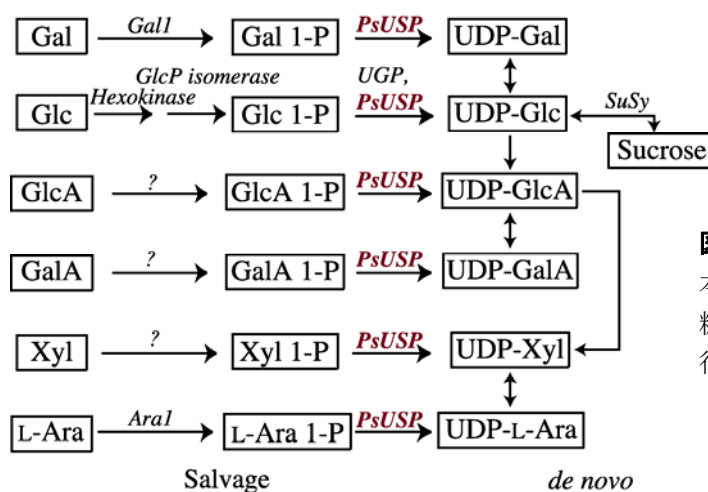 Gal Gal1 Gal 1-P PsUSP UDP-Gal
GlcP isomerase UGP,
Glc Hexokinase Glc 1-P PsUSP UDP-Glc SuSy
Sucrose
GlcA ? GlcA 1-P PsUSP UDP-GlcA
GalA ? GalA 1-P PsUSP UDP-GalA
Xyl ? Xyl 1-P PsUSP UDP-Xyl
L-Ara Ara1 L-Ara 1-P PsUSP UDP-L-Ara
Salvage de novo